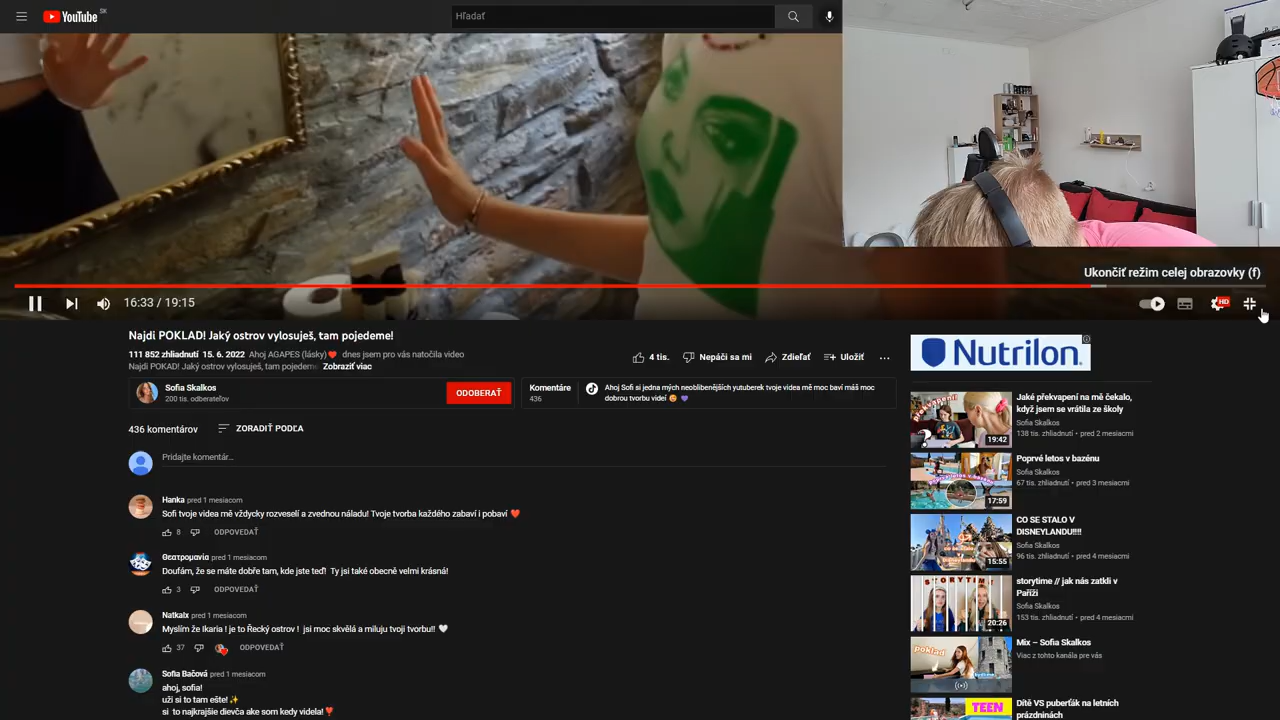 YouTube SK
Hľadať
Ukončiť režim celej obrazovky (f)
16:33 / 19:15
HD
Najdi POKLAD! Jaký ostrov vylosuješ, tam pojedeme!
111 852 zhliadnutí 15. 6. 2022 Ahoj AGAPES (lásky)❤️ dnes jsem pro vás natočila video
Najdi POKAD! Jaký ostrov vylosuješ, tam pojedeme Zobraziť viac
4 tis.
Nepáči sa mi
Zdieľať
Uložiť
Sofia Skalkos
200 tis. odberateľov
ODOBERAŤ
Komentáre
436
Ahoj Sofi si jedna mých neoblibenějších yutuberek tvoje videa mě moc baví máš moc
dobrou tvorbu videí 🥰 💜
436 komentárov
ZORADIŤ PODĽA
Pridajte komentár...
Hanka pred 1 mesiacom
Sofi tvoje videa mě vždycky rozveselí a zvednou náladu! Tvoje tvorba každého zabaví i pobaví ❤️
8
ODPOVEDAŤ
Θεατρομανία pred 1 mesiacom
Doufám, že se máte dobře tam, kde jste teď! Ty jsi také obecně velmi krásná!
3
ODPOVEDAŤ
Natkalx pred 1 mesiacom
Myslím že Ikaria ! je to Řecký ostrov ! jsi moc skvělá a miluju tvoji tvorbu!! 🤍
37
ODPOVEDAŤ
Sofia Bačová pred 1 mesiacom
ahoj, sofia!
uži si to tam ešte!✨
si to najkrajšie dievča ake som kedy videla!❣️
Nutrilon.
překvapení!
19:42
Jaké překvapení na mě čekalo,
když jsem se vrátila ze školy
Sofia Skalkos
138 tis. zhliadnutí • pred 2 mesiacmi
17:59
Poprvé letos v bazénu
Sofia Skalkos
67 tis. zhliadnutí • pred 3 mesiacmi
15:55
CO SE STALO V
DISNEYLANDU!!!!
Sofia Skalkos
96 tis. zhliadnutí • pred 4 mesiacmi
STORYTIME
20:26
storytime // jak nás zatkli v
Paříži
Sofia Skalkos
153 tis. zhliadnutí • pred 4 mesiacmi
poklad
Mix – Sofia Skalkos
Viac z tohto kanála pre vás
TEEN
Dítě VS puberťák na letních
prázdninách